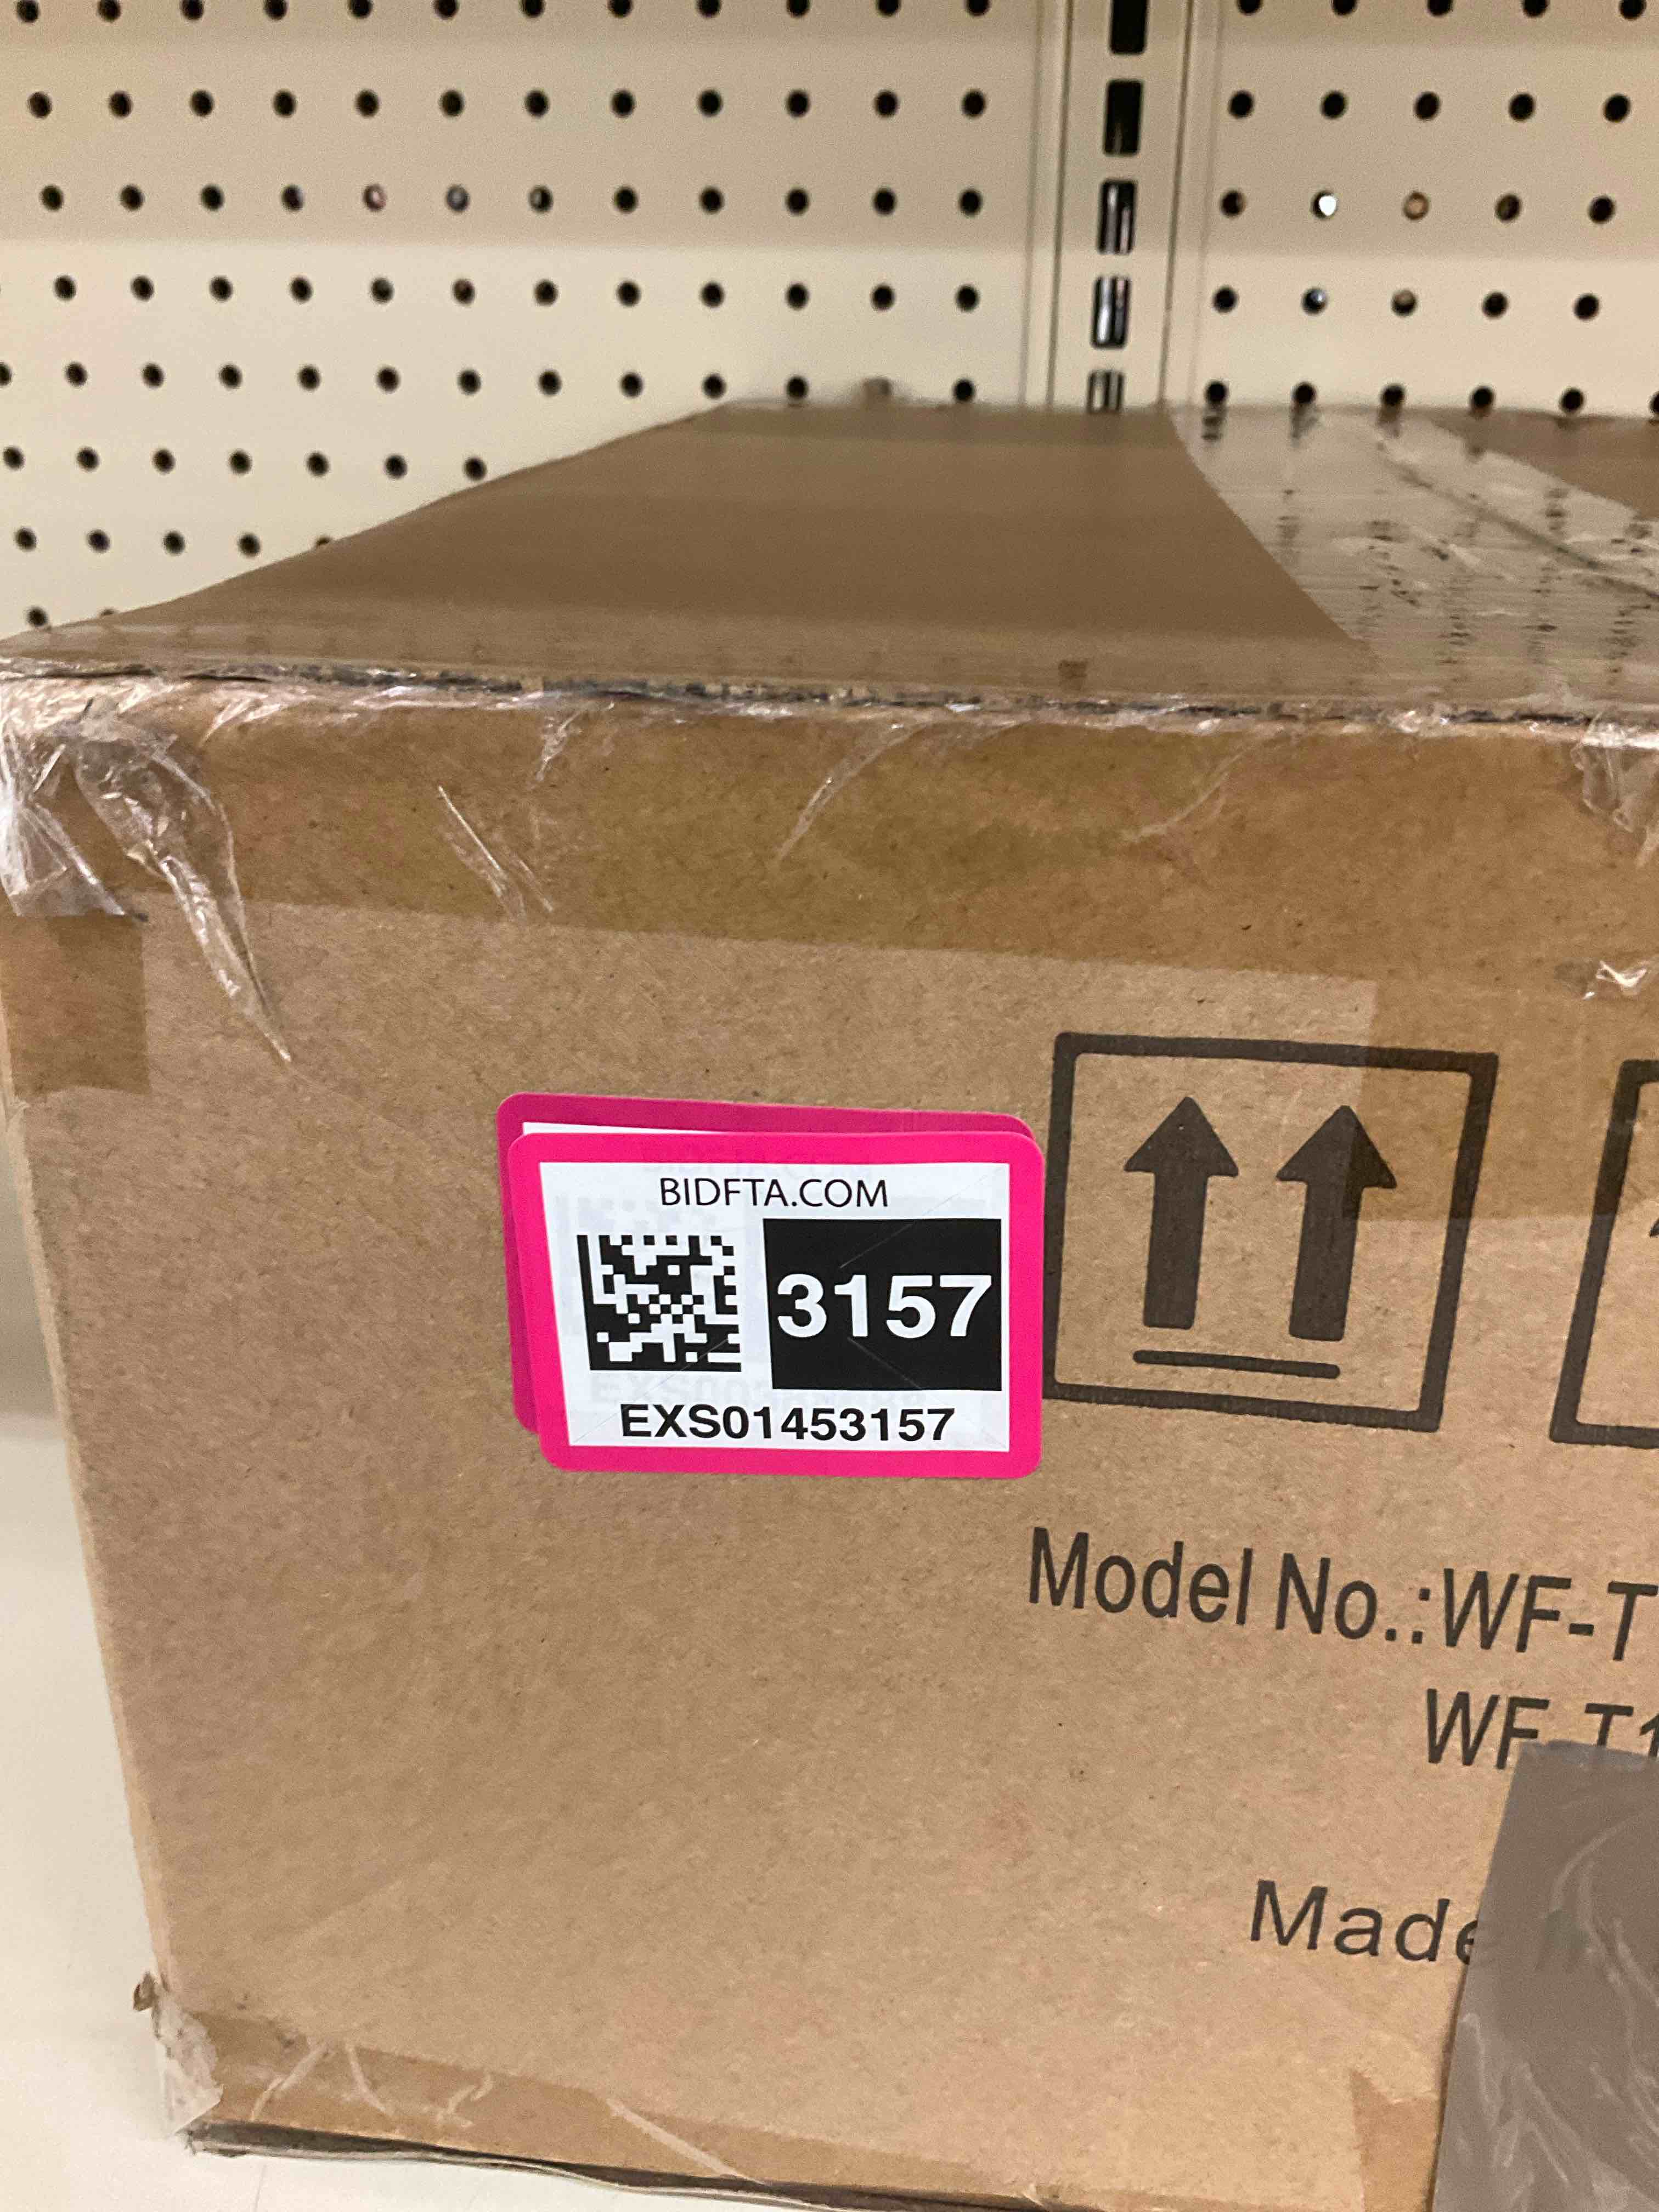 BIDFTA.COM
3157
EXS01453157
Model No.:WF-T
WF-T1
Made